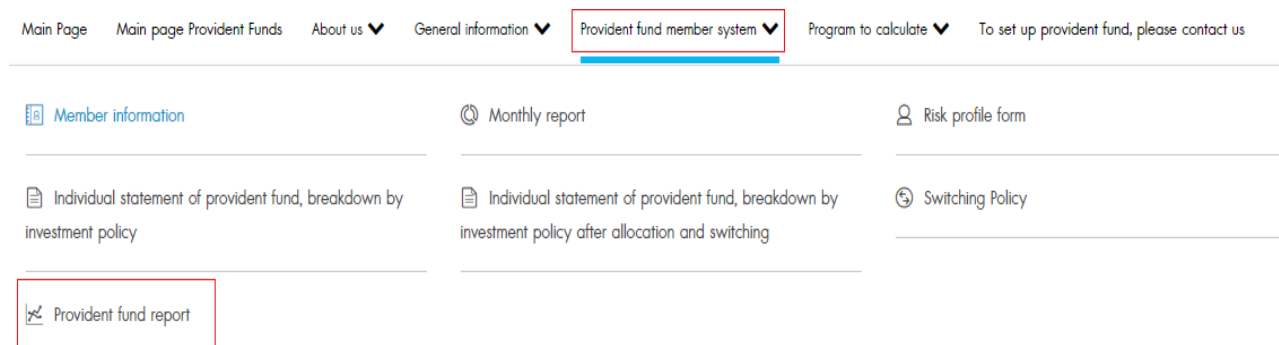 Main Page Main page Provident Funds About us General information Provident fund member system Program to calculate To set up provident fund, please contact us
Member information Monthly report Risk profile form
Individual statement of provident fund, breakdown by
investment policy
Individual statement of provident fund, breakdown by
investment policy after allocation and switching
Switching Policy
Provident fund report